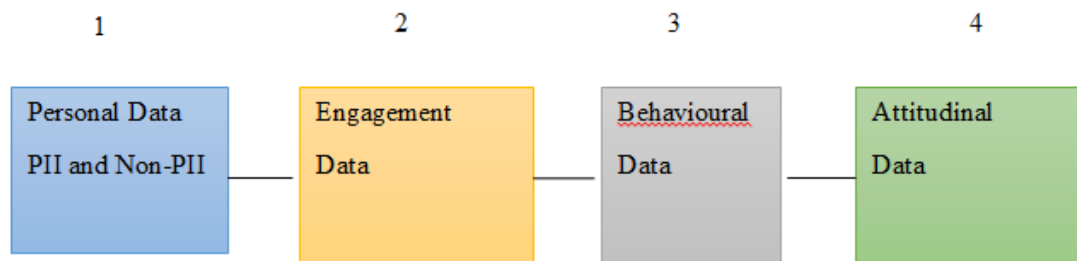 1
2
3
4
Personal Data
PII and Non-PII
Engagement
Data
Behavioural
Data
Attitudinal
Data